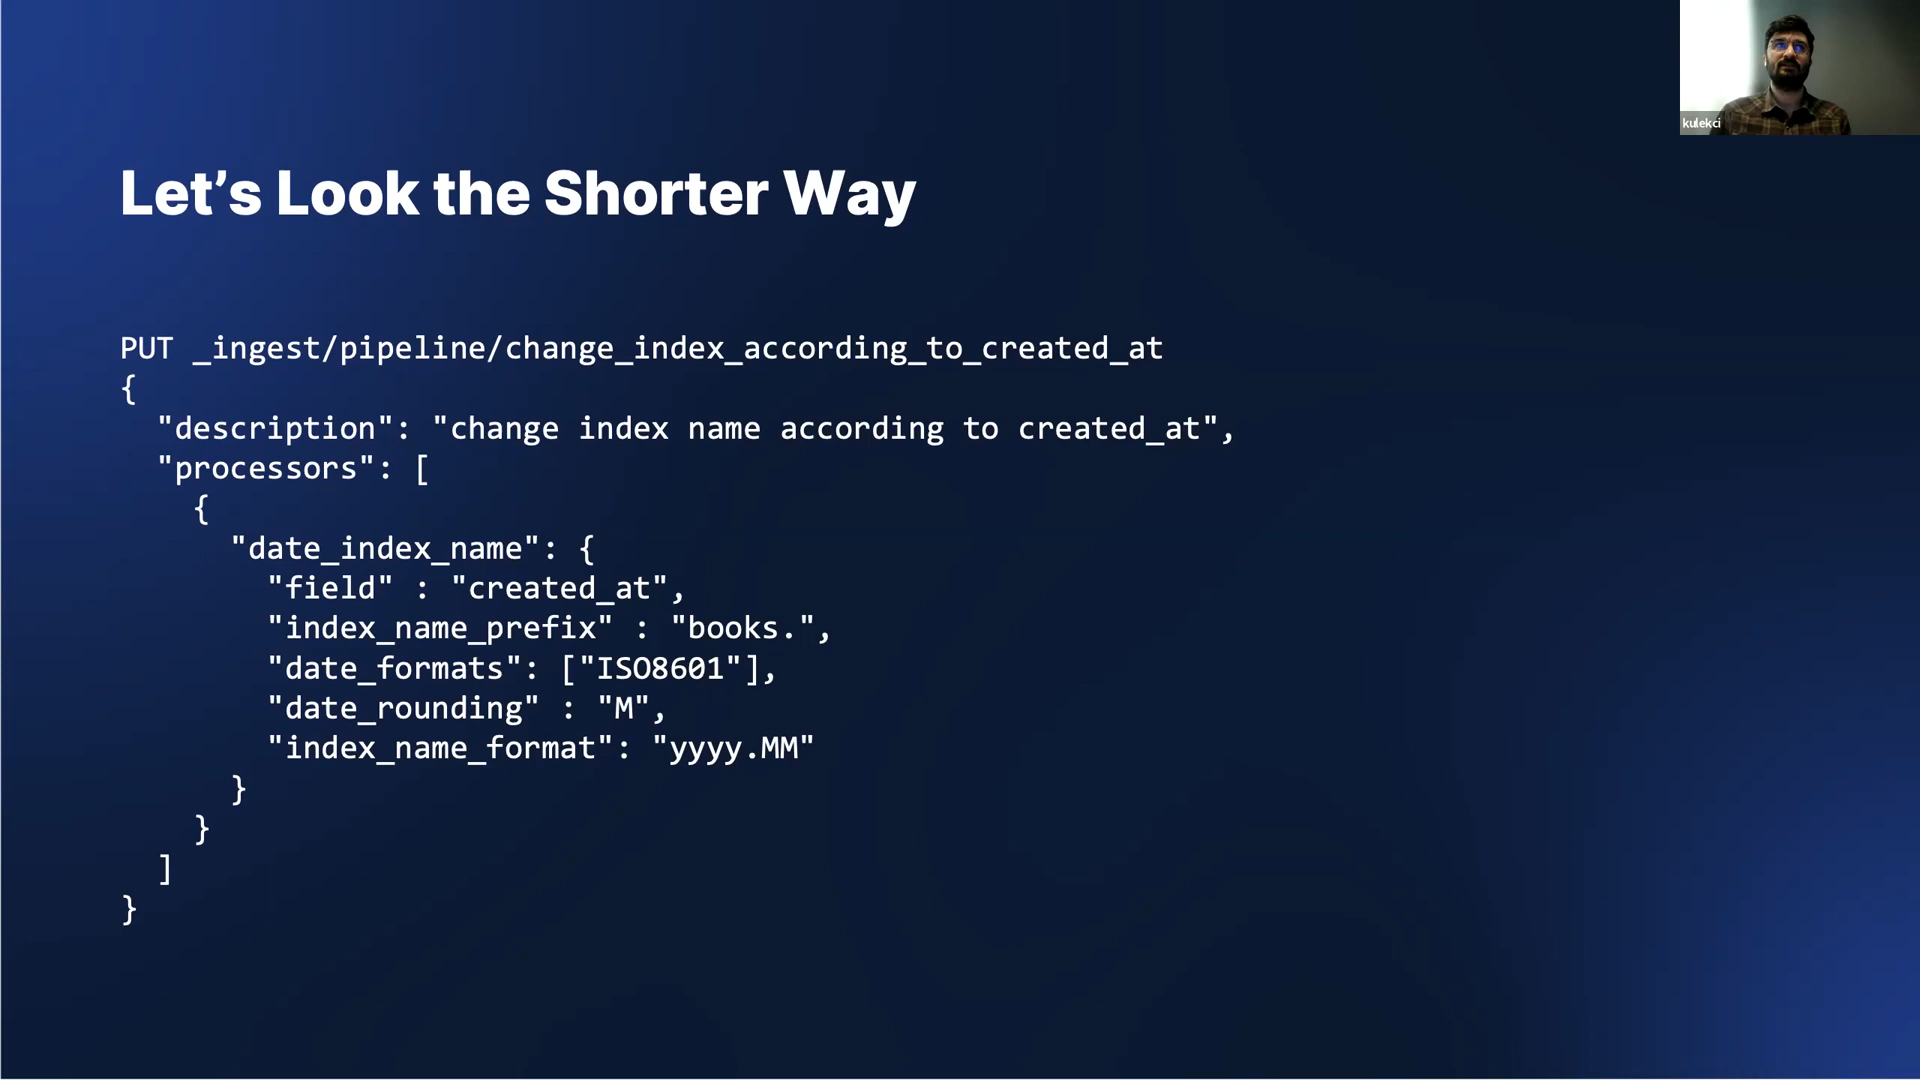 kulekci
Let’s Look the Shorter Way
PUT _ingest/pipeline/change_index_according_to_created_at
{
  "description": "change index name according to created_at",
  "processors": [
    {
      "date_index_name": {
        "field" : "created_at",
        "index_name_prefix" : "books.",
        "date_formats": ["ISO8601"],
        "date_rounding" : "M",
        "index_name_format": "yyyy.MM"
      }
    }
  ]
}